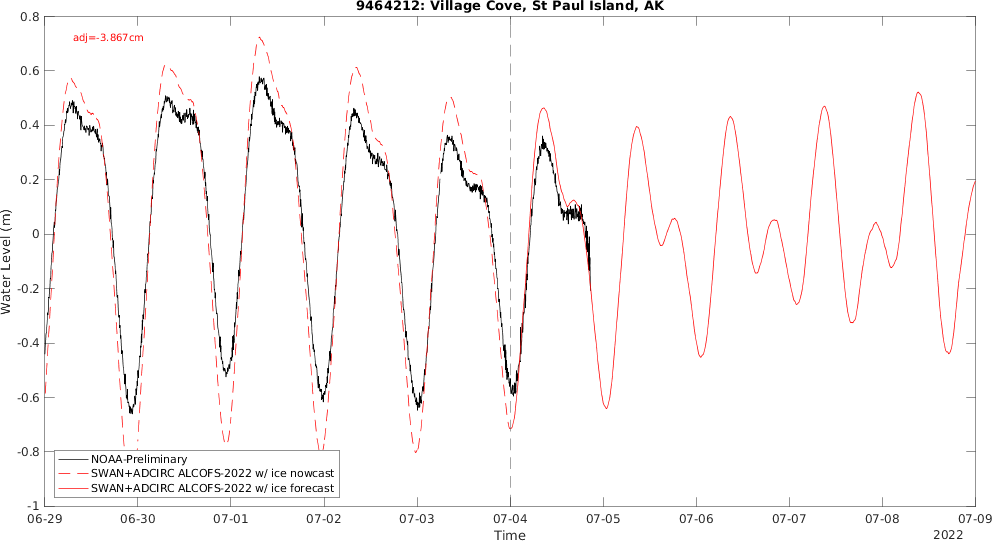 9464212: Village Cove, St Paul Island, AK
adj=-3.867cm
Water Level (m)
0.8
0.6
0.4
0.2
0
-0.2
-0.4
-0.6
-0.8
-1
NOAA-Preliminary
SWAN+ADCIRC ALCOFS-2022 w/ ice nowcast
SWAN+ADCIRC ALCOFS-2022 w/ ice forecast
06-29 06-30 07-01 07-02 07-03 07-04 07-05 07-06 07-07 07-08 07-09
Time
2022